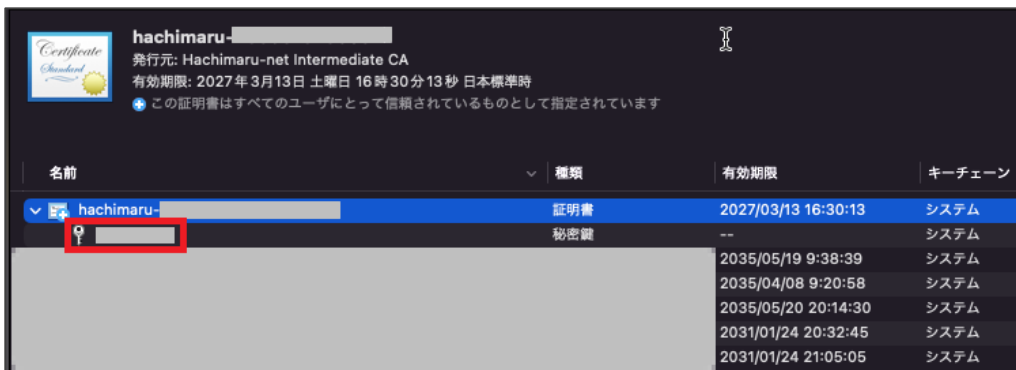 Certificate
Standard
hachimaru-
発行元: Hachimaru-net Intermediate CA
有効期限: 2027年3月13日 土曜日 16時30分13秒 日本標準時
この証明書はすべてのユーザにとって信頼されているものとして指定されています
名前 種類 有効期限 キーチェーン
hachimaru- 証明書 2027/03/13 16:30:13 システム
秘密鍵 -- システム
2035/05/19 9:38:39 システム
2035/04/08 9:20:58 システム
2035/05/20 20:14:30 システム
2031/01/24 20:32:45 システム
2031/01/24 21:05:05 システム